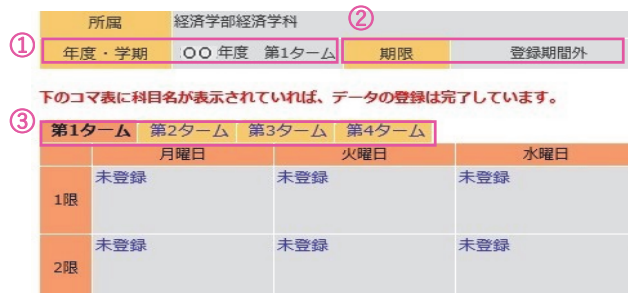 所属 経済学部経済学科 ②
① 年度・学期 :○○ 年度 第1ターム 期限 登録期間外
下のコマ表に科目名が表示されていれば、データの登録は完了しています。
③
第1ターム 第2ターム 第3ターム 第4ターム
月曜日 火曜日 水曜日
1限 未登録 未登録 未登録
2限 未登録 未登録 未登録